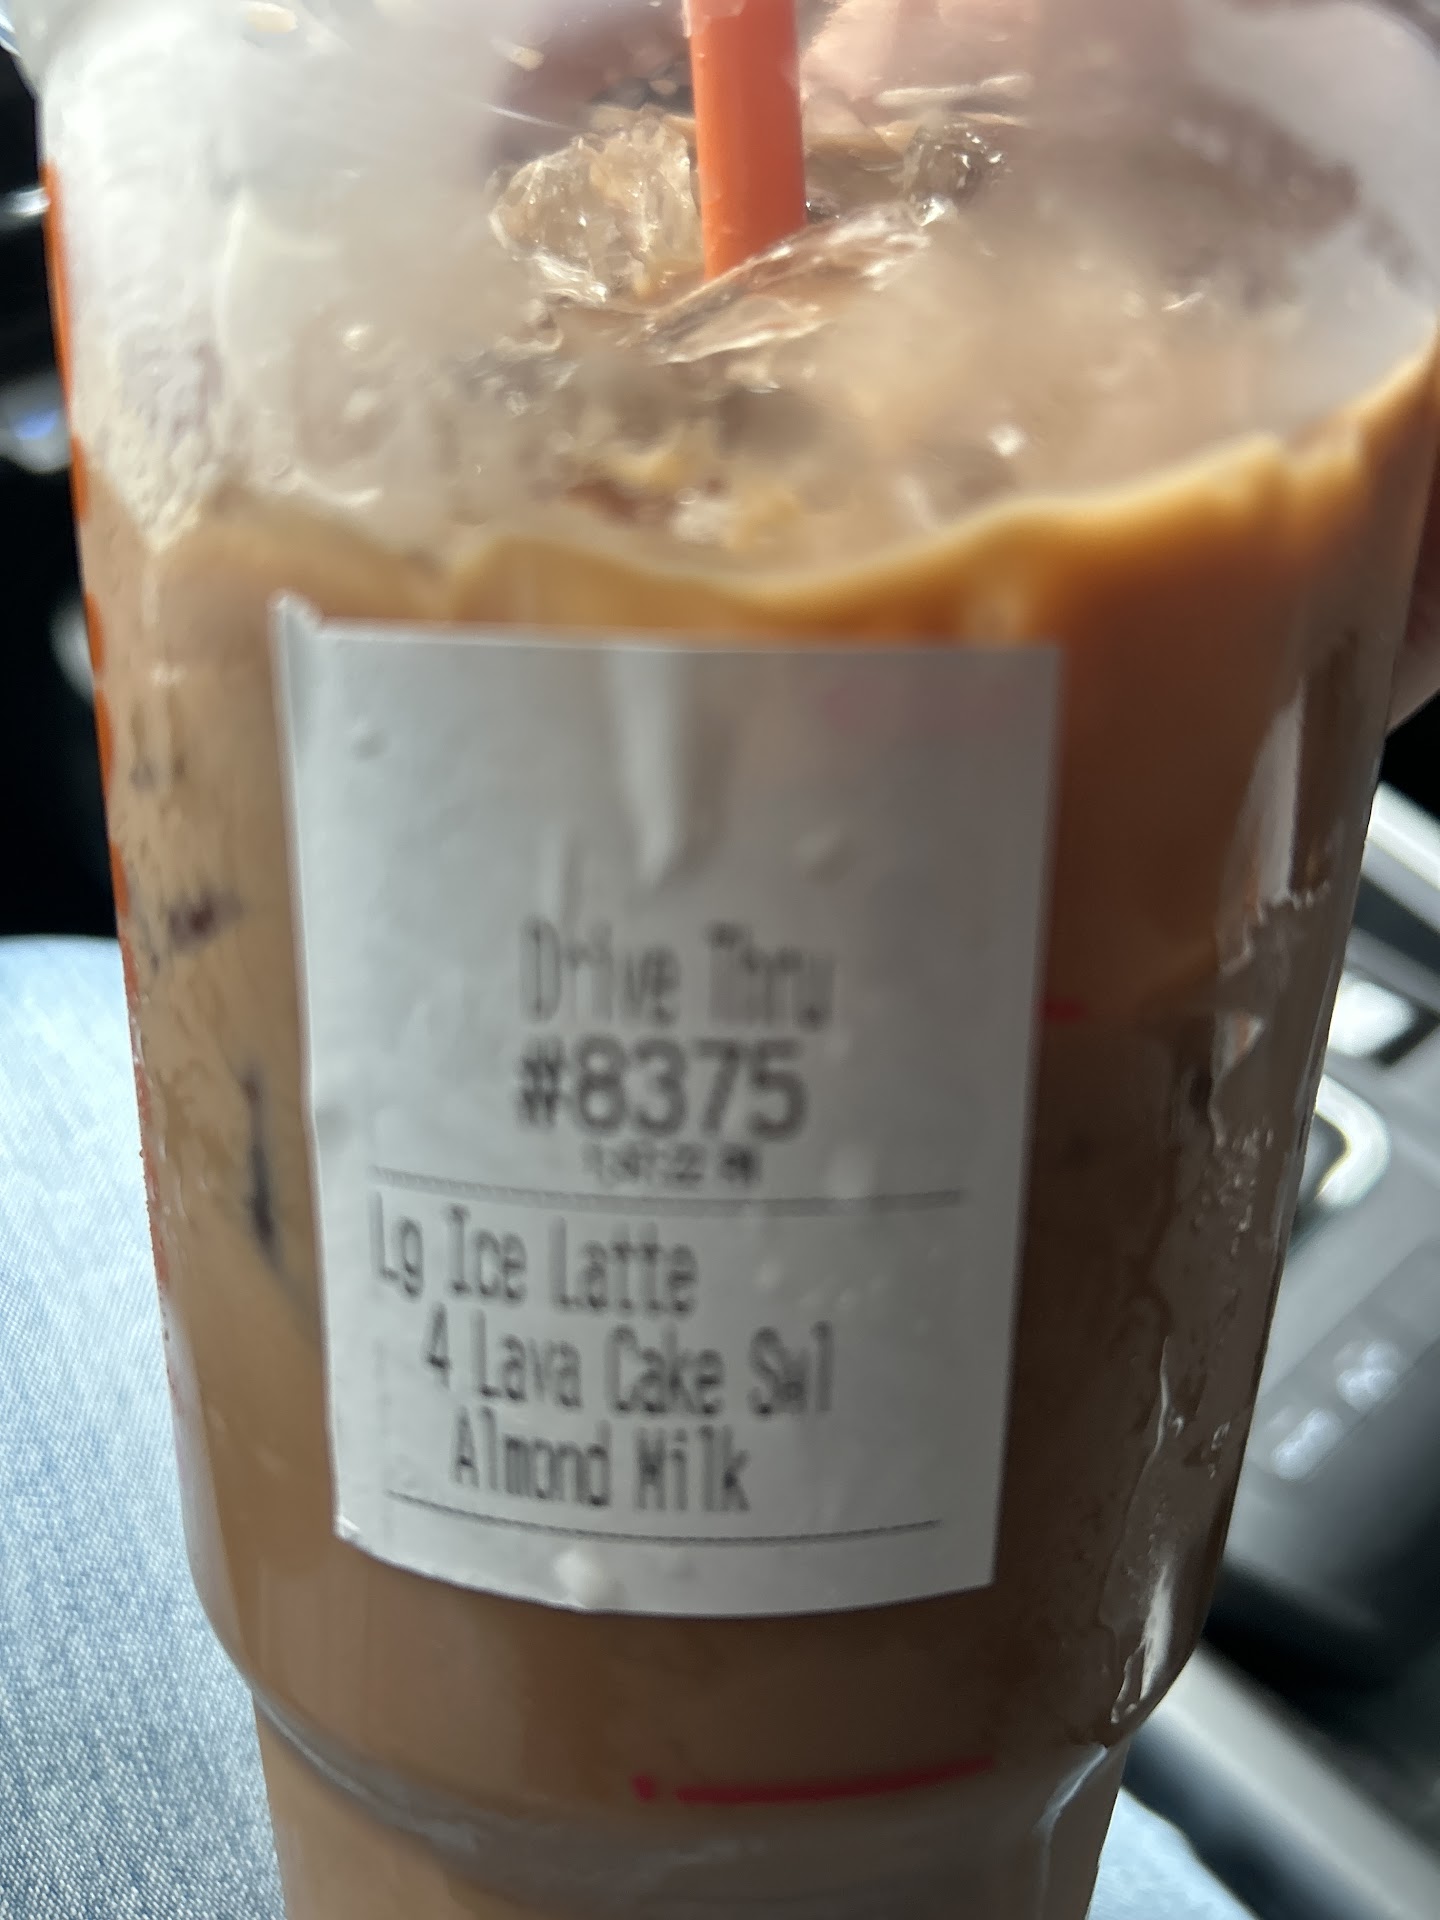 Drive Thru
#8375
Lg Ice Latte
4 Lava Cake Swl
Almond Milk